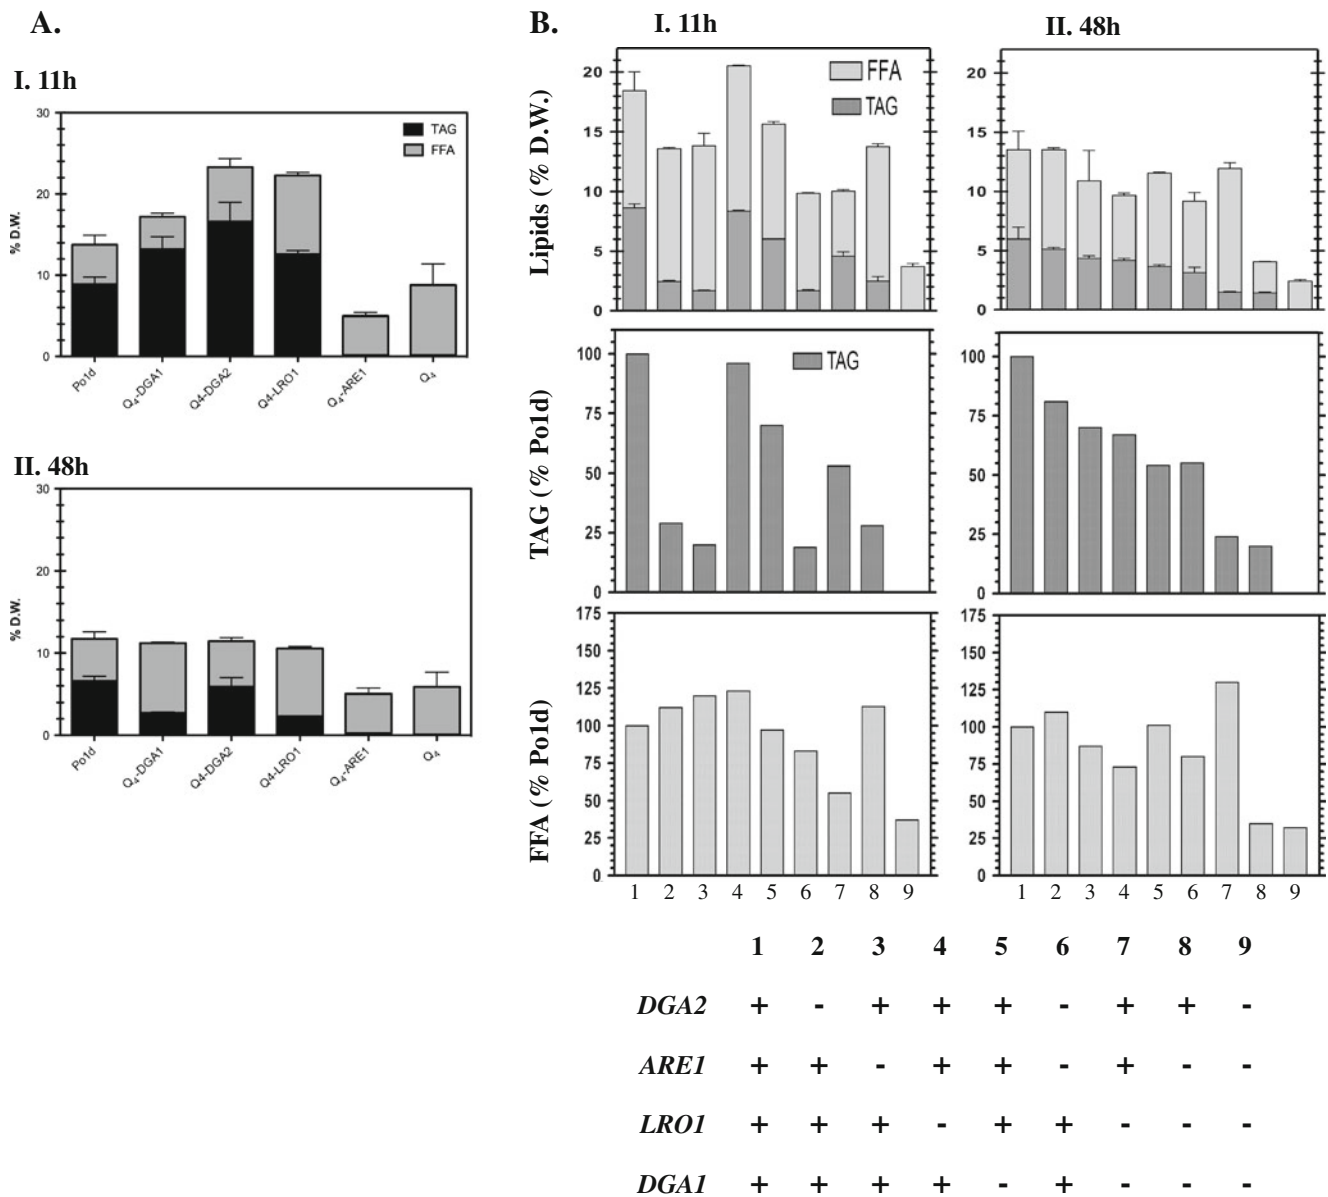 A.
I. 11h
30
20
10
0
% D.W.
TAG
FFA
Po1d
Q4-DGA1
Q4-DGA2
Q4-LRO1
Q4-ARE1
Q4
II. 48h
30
20
10
0
% D.W.
Po1d
Q4-DGA1
Q4-DGA2
Q4-LRO1
Q4-ARE1
Q4
B.
I. 11h
II. 48h
Lipids (% D.W.)
20
15
10
5
0
FFA
TAG
20
15
10
5
0
TAG (% Po1d)
100
75
50
25
0
TAG
100
75
50
25
0
FFA (% Po1d)
175
150
125
100
75
50
25
0
175
150
125
100
75
50
25
0
1 2 3 4 5 6 7 8 9
1 2 3 4 5 6 7 8 9
1 2 3 4 5 6 7 8 9
DGA2 + - + + + - + + -
ARE1 + + - + + - + - -
LRO1 + + + - + + - - -
DGA1 + + + + - + - - -